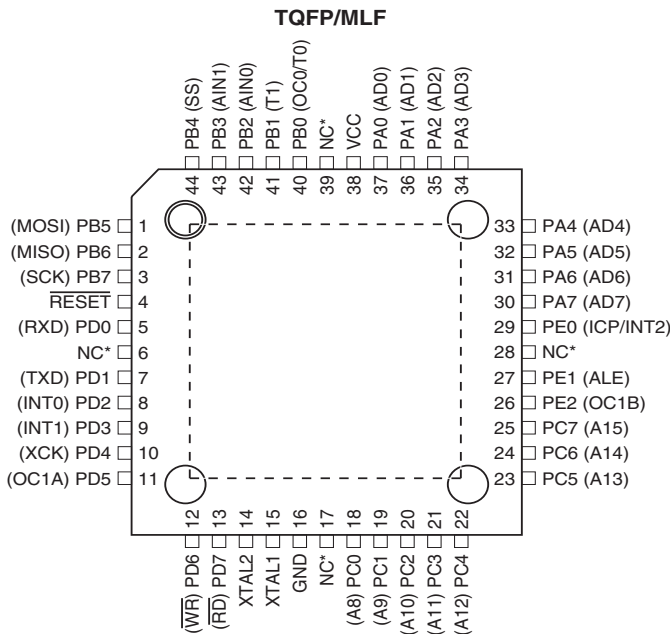 TQFP/MLF
PB4 (SS)
PB3 (AIN1)
PB2 (AIN0)
PB1 (T1)
PB0 (OC0/T0)
NC*
VCC
PA0 (AD0)
PA1 (AD1)
PA2 (AD2)
PA3 (AD3)
44
43
42
41
40
39
38
37
36
35
34
(MOSI) PB5 1
(MISO) PB6 2
(SCK) PB7 3
RESET 4
(RXD) PD0 5
NC* 6
(TXD) PD1 7
(INT0) PD2 8
(INT1) PD3 9
(XCK) PD4 10
(OC1A) PD5 11
33 PA4 (AD4)
32 PA5 (AD5)
31 PA6 (AD6)
30 PA7 (AD7)
29 PE0 (ICP/INT2)
28 NC*
27 PE1 (ALE)
26 PE2 (OC1B)
25 PC7 (A15)
24 PC6 (A14)
23 PC5 (A13)
12
13
14
15
16
17
18
19
20
21
22
(WR) PD6
(RD) PD7
XTAL2
XTAL1
GND
NC*
(A8) PC0
(A9) PC1
(A10) PC2
(A11) PC3
(A12) PC4